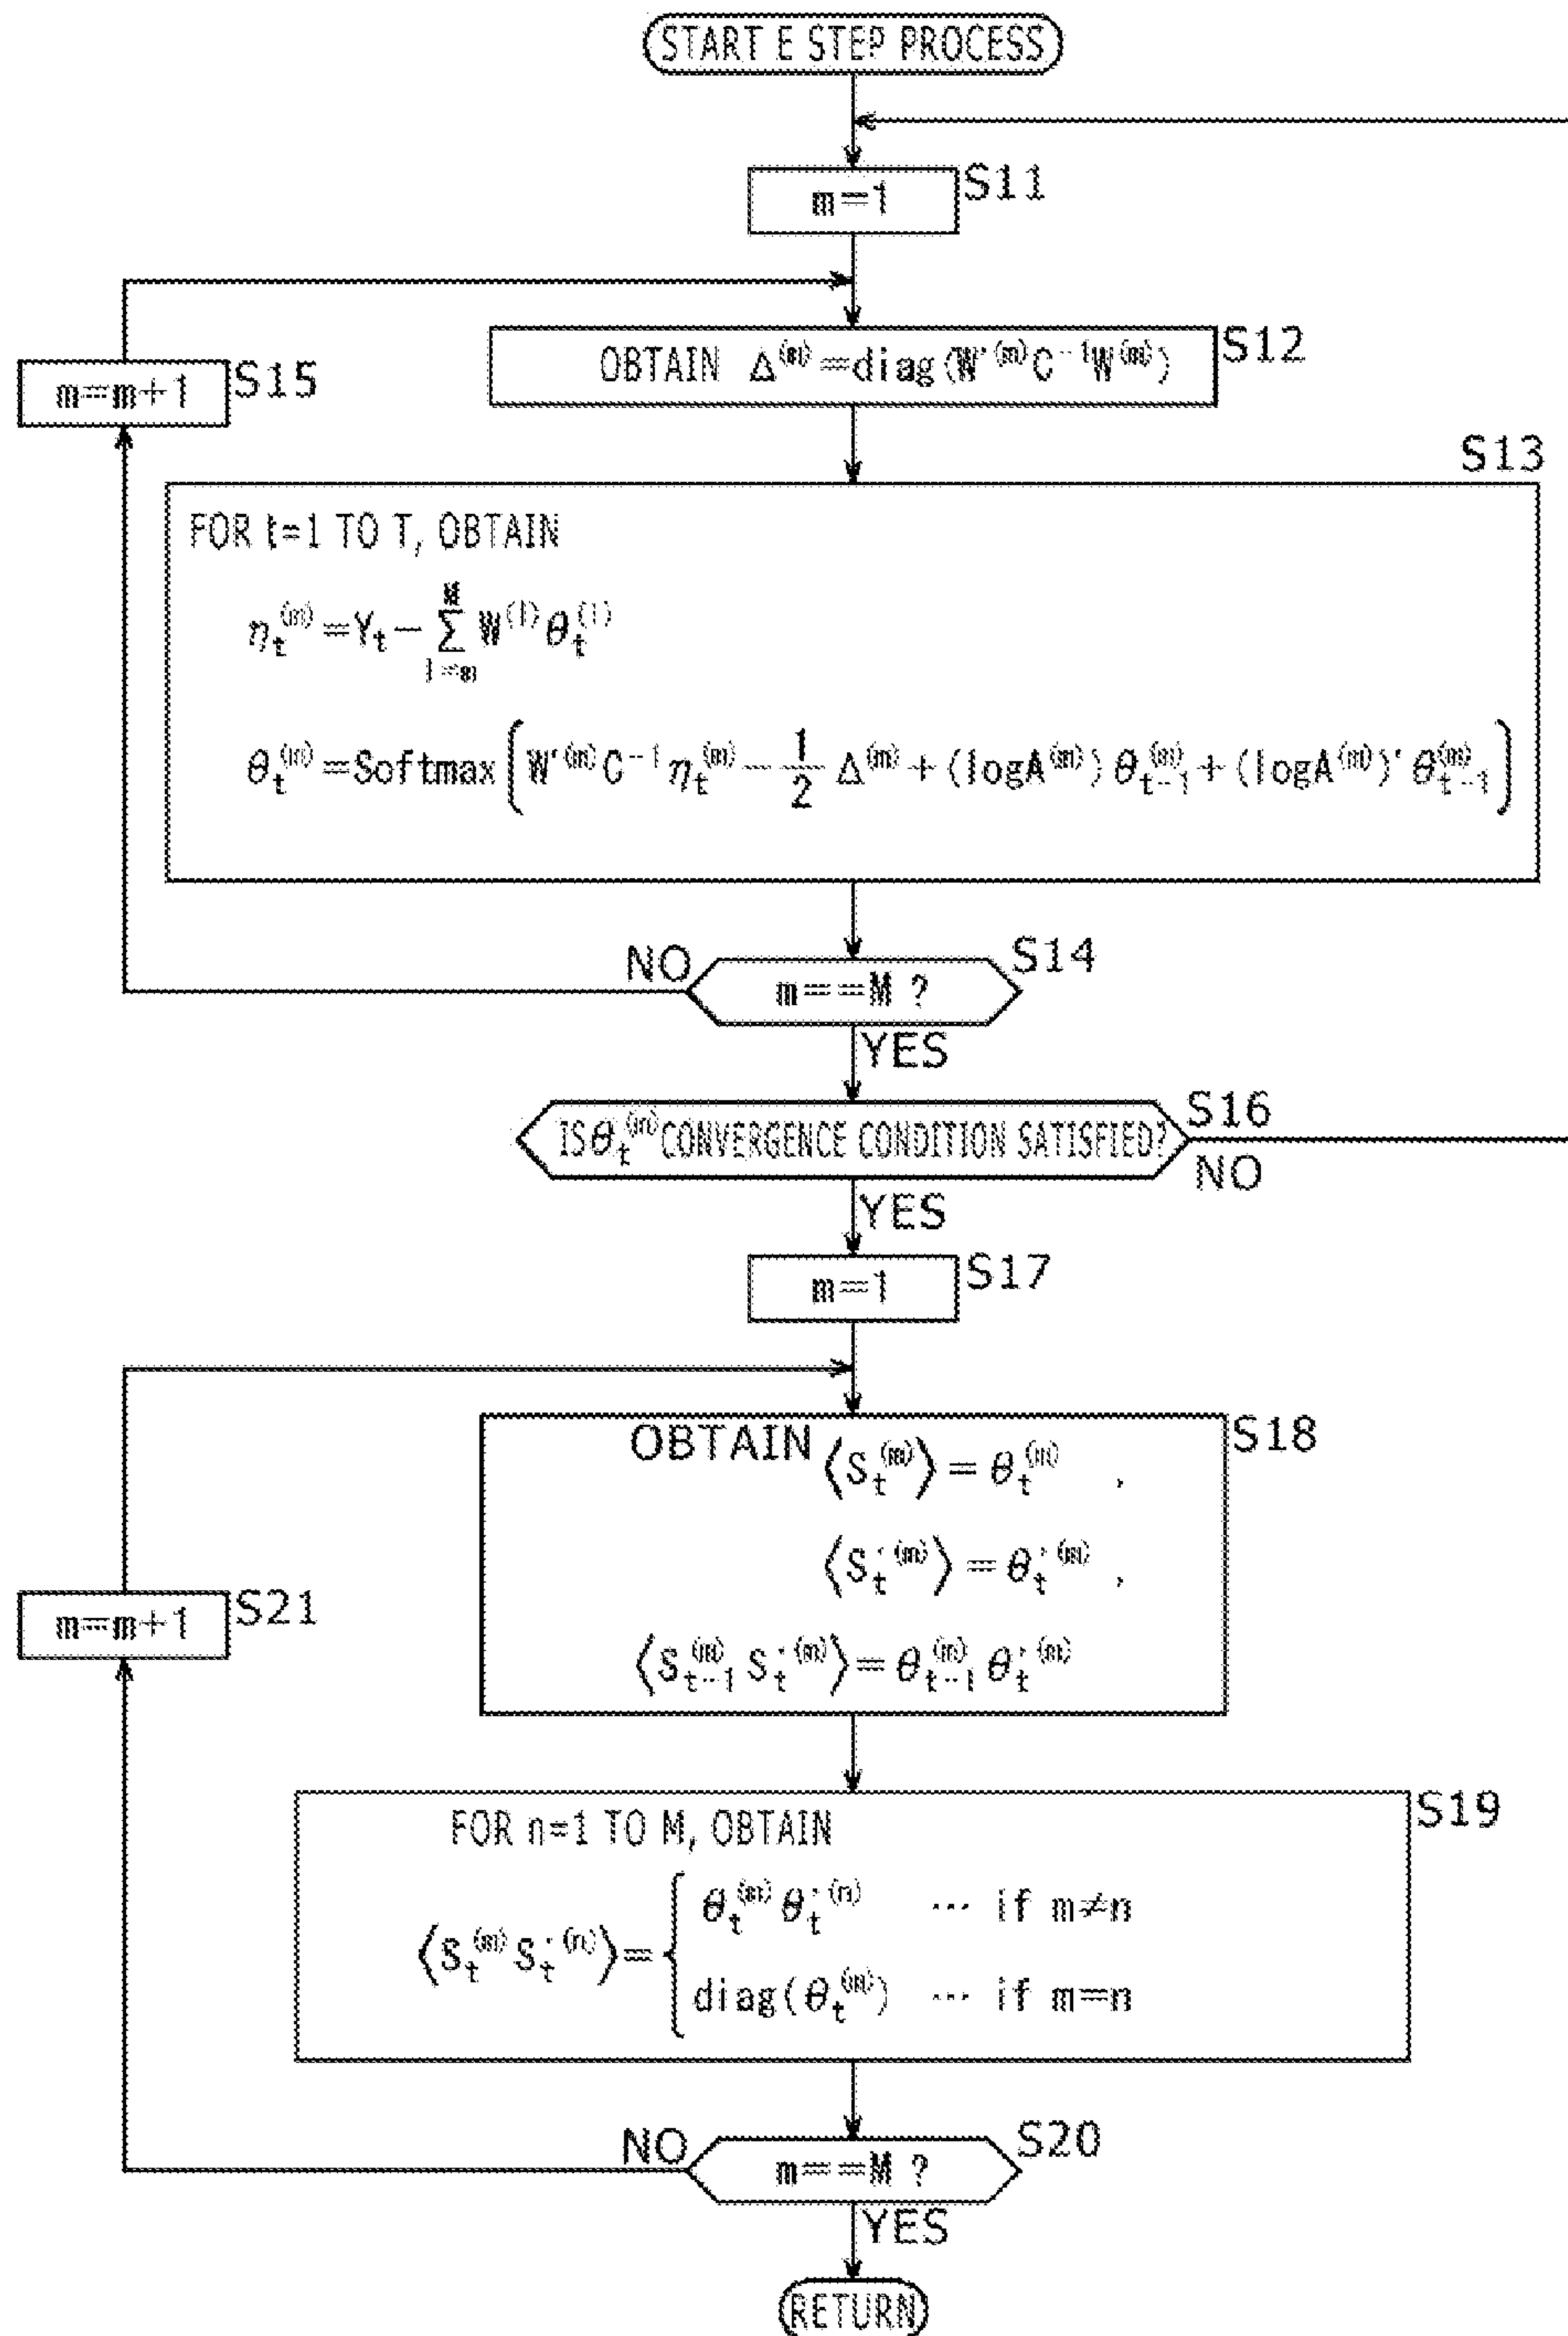 START E STEP PROCESS
m=1 S11
OBTAIN Δ^(m)=diag(W'^(m)C^-1W^(m)) S12
m=m+1 S15
S13
FOR t=1 TO T, OBTAIN
η_t^(m)=Y_t-Σ_{l=m}^{M}W^(l)θ_t^(l)
θ_t^(m)=Softmax(W'^(m)C^-1η_t^(m)-1/2Δ^(m)+(logA^(m))θ_{t-1}^(m)+(logA^(m))'θ_{t-1}^(m))
NO m==M ? S14
YES
IS θ_t^(m) CONVERGENCE CONDITION SATISFIED? S16
NO
YES
m=1 S17
OBTAIN ⟨S_t^(m)⟩=θ_t^(m) , S18
⟨S_t'^(m)⟩=θ_t'^(m) ,
⟨S_{t-1}^(m)S_t'^(m)⟩=θ_{t-1}^(m)θ_t'^(m)
m=m+1 S21
S19
FOR n=1 TO M, OBTAIN
⟨S_t^(m)S_t'^(n)⟩={θ_t^(m)θ_t'^(n) … if m≠n
diag(θ_t^(m)) … if m=n
NO m==M ? S20
YES
RETURN